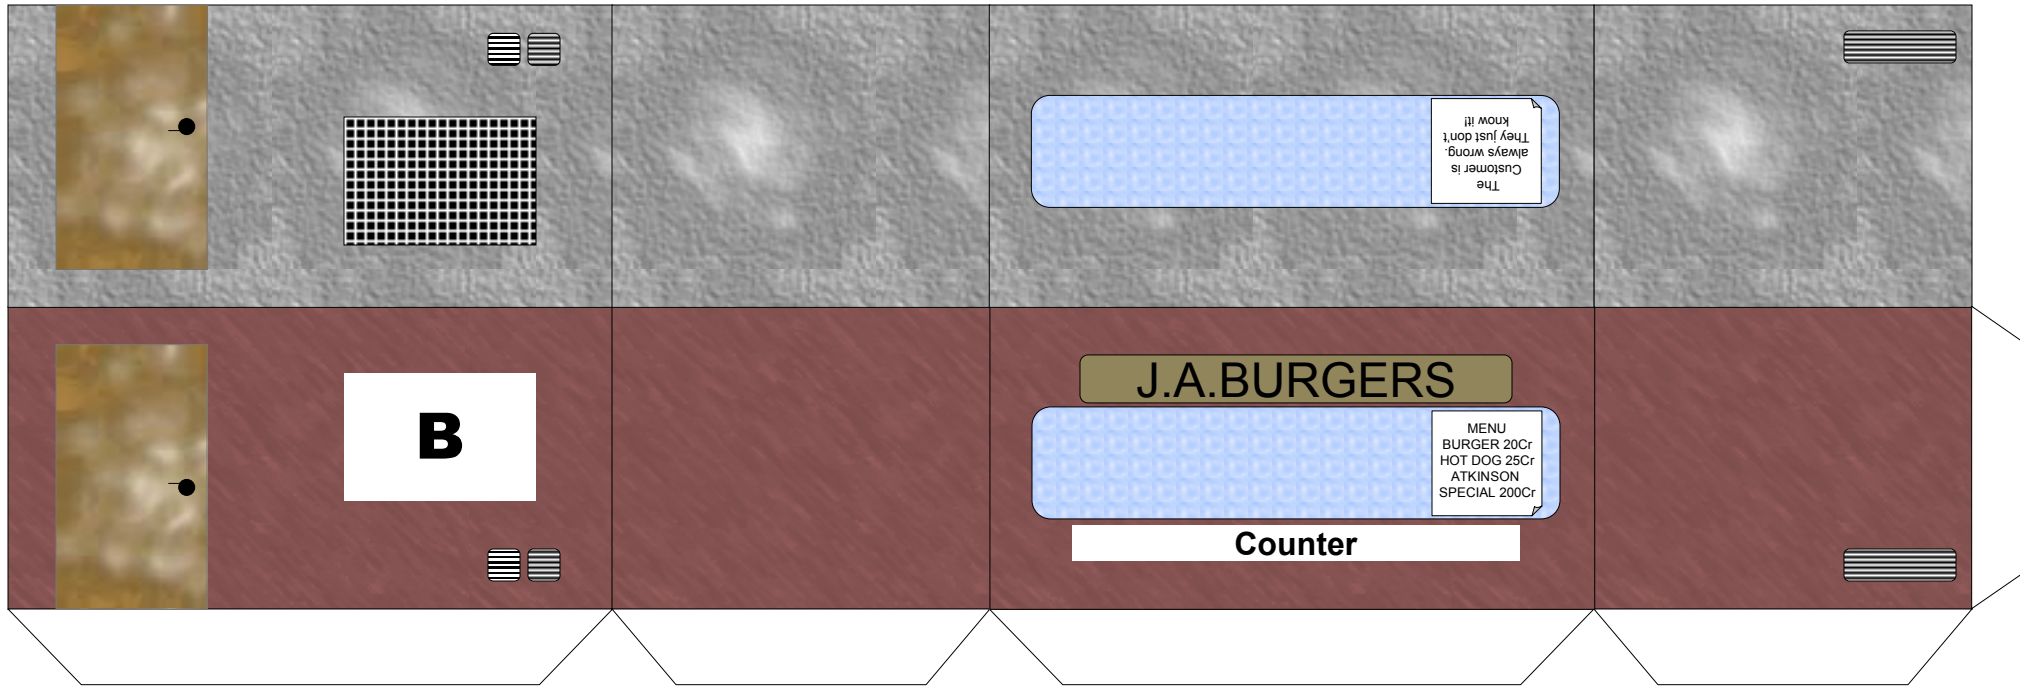 The
Customer is
always wrong.
They just don't
know it!
B
J.A.BURGERS
MENU
BURGER 20Cr
HOT DOG 25Cr
ATKINSON
SPECIAL 200Cr
Counter